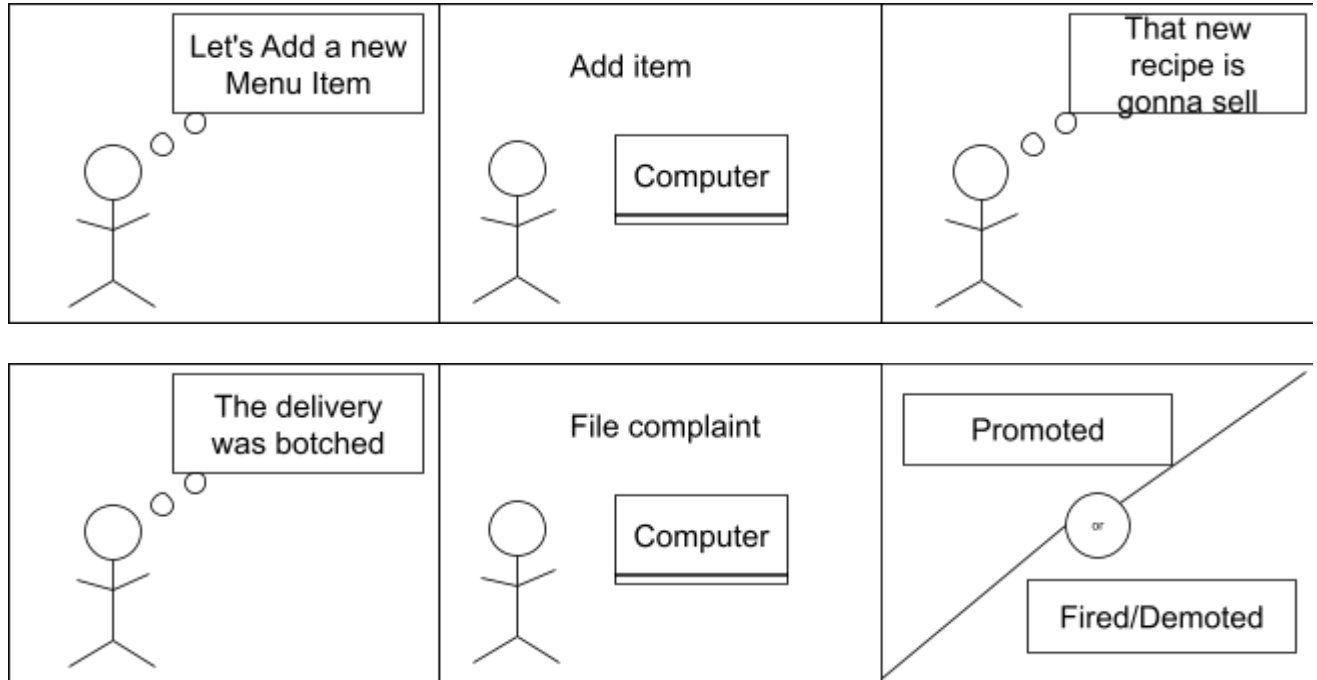 Let's Add a new
Menu Item
Add item
Computer
That new
recipe is
gonna sell
The delivery
was botched
File complaint
Computer
Promoted
or
Fired/Demoted